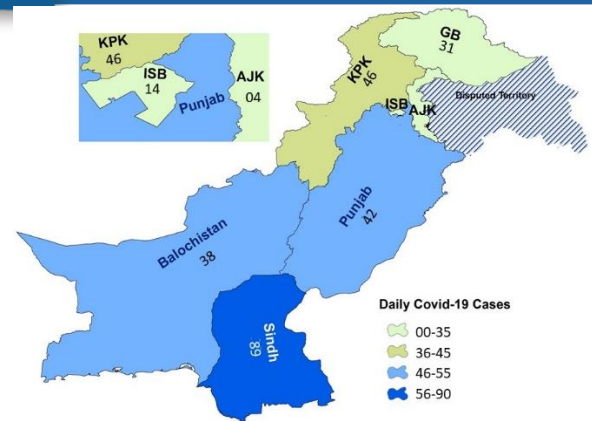 KPK
46
ISB
14
Punjab
AJK
04
GB
31
KPK
46
ISB
AJK
Disputed Territory
Punjab
42
Balochistan
38
Sindh
89
Daily Covid-19 Cases
00-35
36-45
46-55
56-90